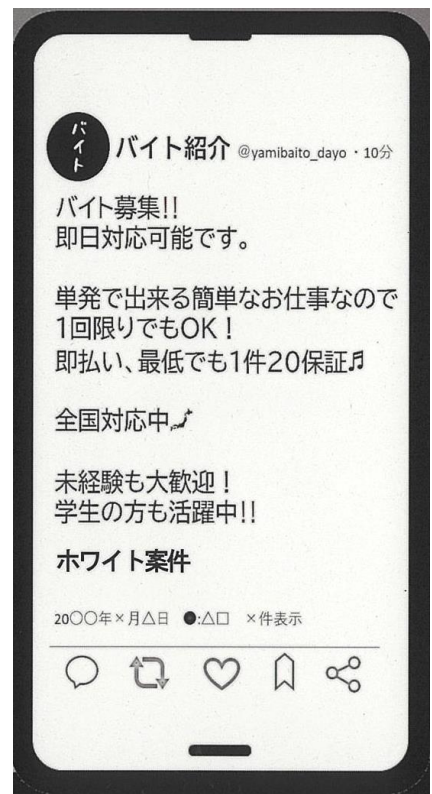 バイト
バイト紹介 @yamibaito_dayo・10分
バイト募集!!
即日対応可能です。
単発で出来る簡単なお仕事なので
1回限りでもOK！
即払い、最低でも1件20保証♬
全国対応中🗾
未経験も大歓迎！
学生の方も活躍中!!
ホワイト案件
20〇〇年×月△日 ●:△□ ×件表示